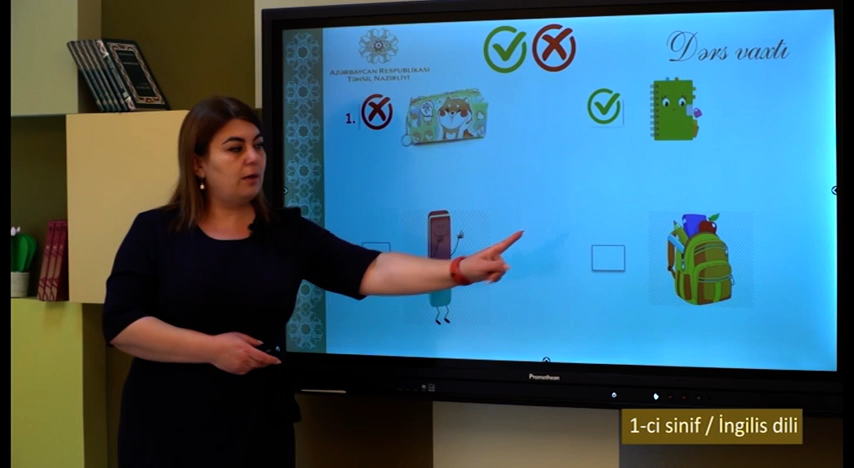 Dərs vaxtı
AZƏRBAYCAN RESPUBLİKASI
TƏHSİL NAZİRLİYİ
1.
Promethean
1-ci sinif / İngilis dili